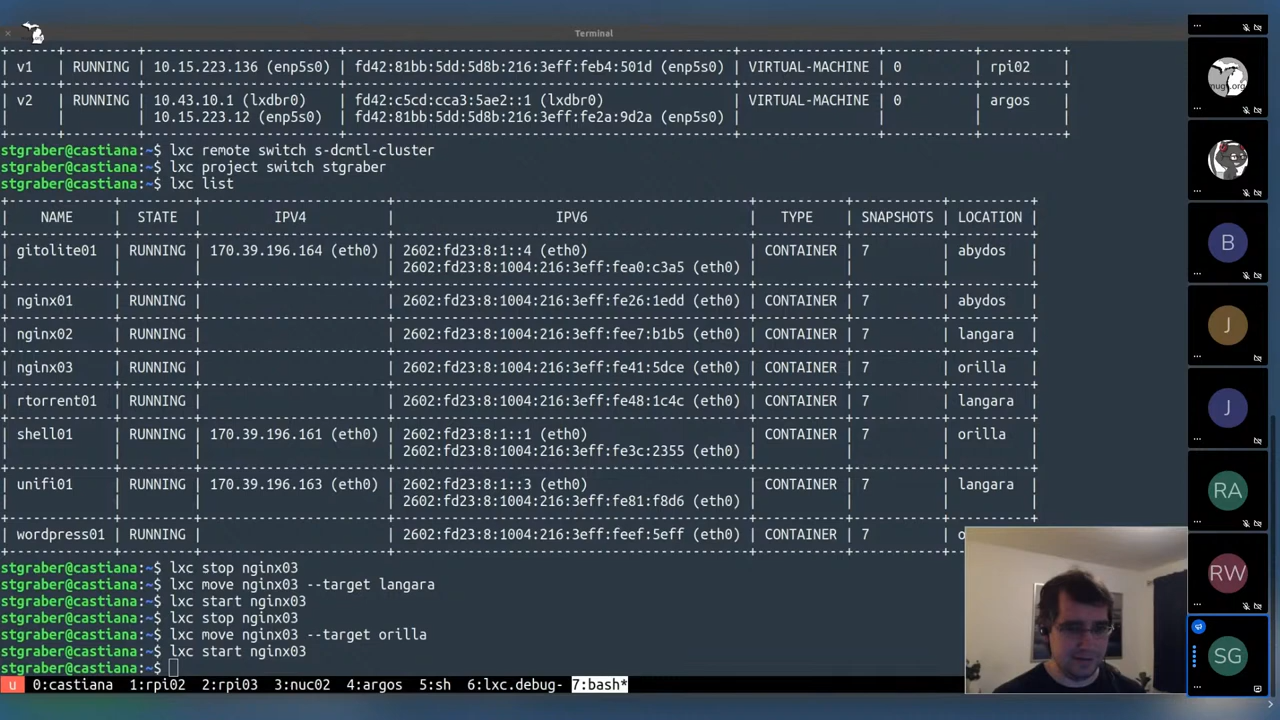 Terminal
+-------+---------+------------------------+------------------------------------------------+-----------------+-----------+----------+
| v1 | RUNNING | 10.15.223.136 (enp5s0) | fd42:81bb:5dd:5d8b:216:3eff:feb4:501d (enp5s0) | VIRTUAL-MACHINE | 0 | rpi02 |
| v2 | RUNNING | 10.43.10.1 (lxdbr0) | fd42:c5cd:cca3:5ae2::1 (lxdbr0) | VIRTUAL-MACHINE | 0 | argos |
| | | 10.15.223.12 (enp5s0) | fd42:81bb:5dd:5d8b:216:3eff:fe2a:9d2a (enp5s0) | | | |
stgraber@castiana:~$ lxc remote switch s-dcmtl-cluster
stgraber@castiana:~$ lxc project switch stgraber
stgraber@castiana:~$ lxc list
| NAME | STATE | IPV4 | IPV6 | TYPE | SNAPSHOTS | LOCATION |
| gitolite01 | RUNNING | 170.39.196.164 (eth0) | 2602:fd23:8:1::4 (eth0) | CONTAINER | 7 | abydos |
| | | | 2602:fd23:8:1004:216:3eff:fea0:c3a5 (eth0) | | | |
| nginx01 | RUNNING | | 2602:fd23:8:1004:216:3eff:fe26:1edd (eth0) | CONTAINER | 7 | abydos |
| nginx02 | RUNNING | | 2602:fd23:8:1004:216:3eff:fee7:b1b5 (eth0) | CONTAINER | 7 | langara |
| nginx03 | RUNNING | | 2602:fd23:8:1004:216:3eff:fe41:5dce (eth0) | CONTAINER | 7 | orilla |
| rtorrent01 | RUNNING | | 2602:fd23:8:1004:216:3eff:fe48:1c4c (eth0) | CONTAINER | 7 | langara |
| shell01 | RUNNING | 170.39.196.161 (eth0) | 2602:fd23:8:1::1 (eth0) | CONTAINER | 7 | orilla |
| | | | 2602:fd23:8:1004:216:3eff:fe3c:2355 (eth0) | | | |
| unifi01 | RUNNING | 170.39.196.163 (eth0) | 2602:fd23:8:1::3 (eth0) | CONTAINER | 7 | langara |
| | | | 2602:fd23:8:1004:216:3eff:fe81:f8d6 (eth0) | | | |
| wordpress01 | RUNNING | | 2602:fd23:8:1004:216:3eff:feef:5eff (eth0) | CONTAINER | 7 | o
stgraber@castiana:~$ lxc stop nginx03
stgraber@castiana:~$ lxc move nginx03 --target langara
stgraber@castiana:~$ lxc start nginx03
stgraber@castiana:~$ lxc stop nginx03
stgraber@castiana:~$ lxc move nginx03 --target orilla
stgraber@castiana:~$ lxc start nginx03
stgraber@castiana:~$
u 0:castiana 1:rpi02 2:rpi03 3:nuc02 4:argos 5:sh 6:lxc.debug- 7:bash*
B
J
J
RA
RW
SG